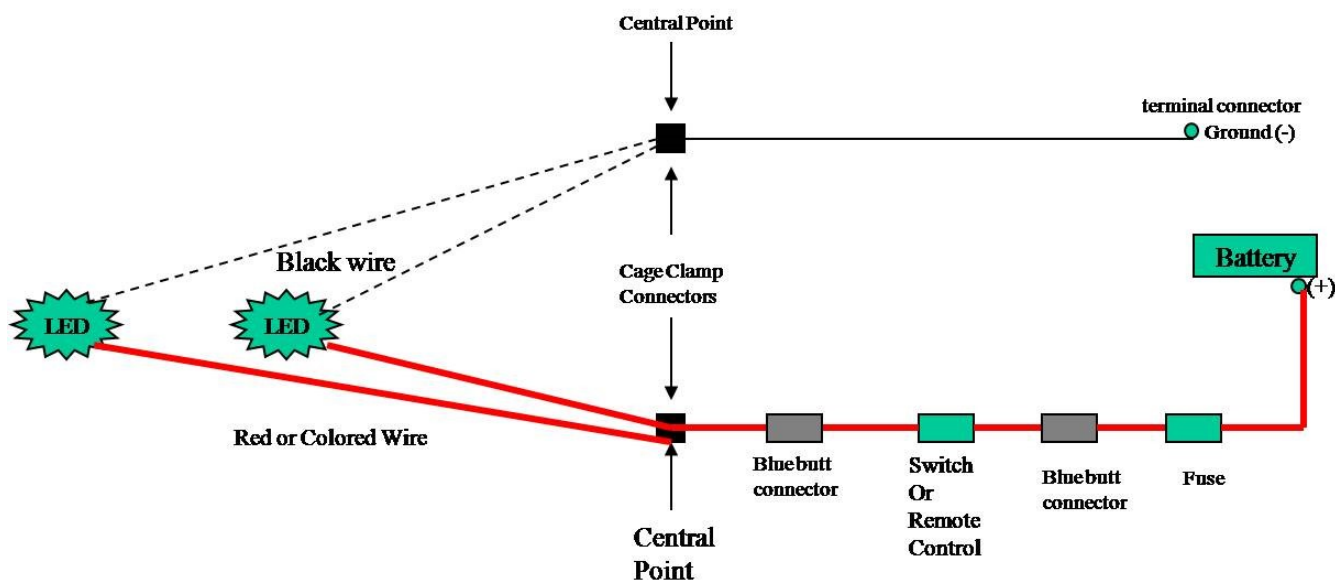 Central Point
terminal connector
Ground (-)
Black wire
Cage Clamp
Connectors
Battery
(+)
LED
LED
Red or Colored Wire
Blue butt
connector
Switch
Or
Remote
Control
Blue butt
connector
Fuse
Central
Point